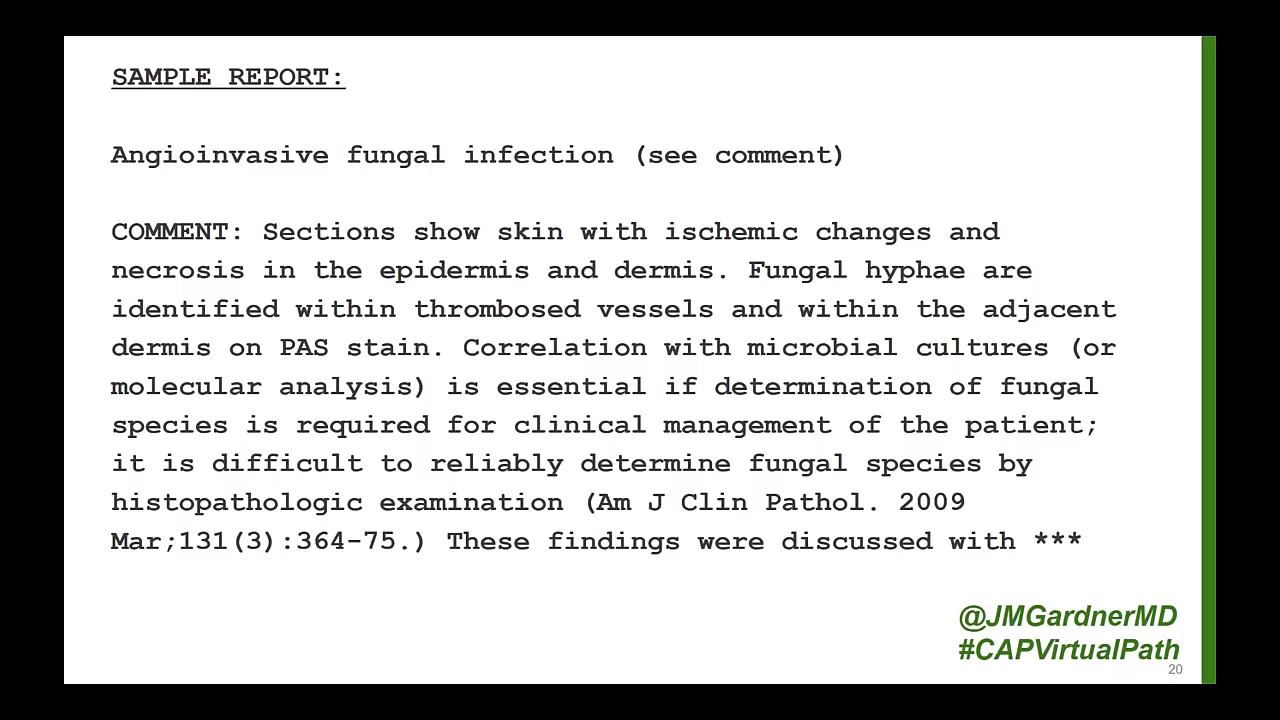 SAMPLE REPORT:
Angioinvasive fungal infection (see comment)
COMMENT: Sections show skin with ischemic changes and
necrosis in the epidermis and dermis. Fungal hyphae are
identified within thrombosed vessels and within the adjacent
dermis on PAS stain. Correlation with microbial cultures (or
molecular analysis) is essential if determination of fungal
species is required for clinical management of the patient;
it is difficult to reliably determine fungal species by
histopathologic examination (Am J Clin Pathol. 2009
Mar;131(3):364-75.) These findings were discussed with ***
@JMGardnerMD
#CAPVirtualPath
20